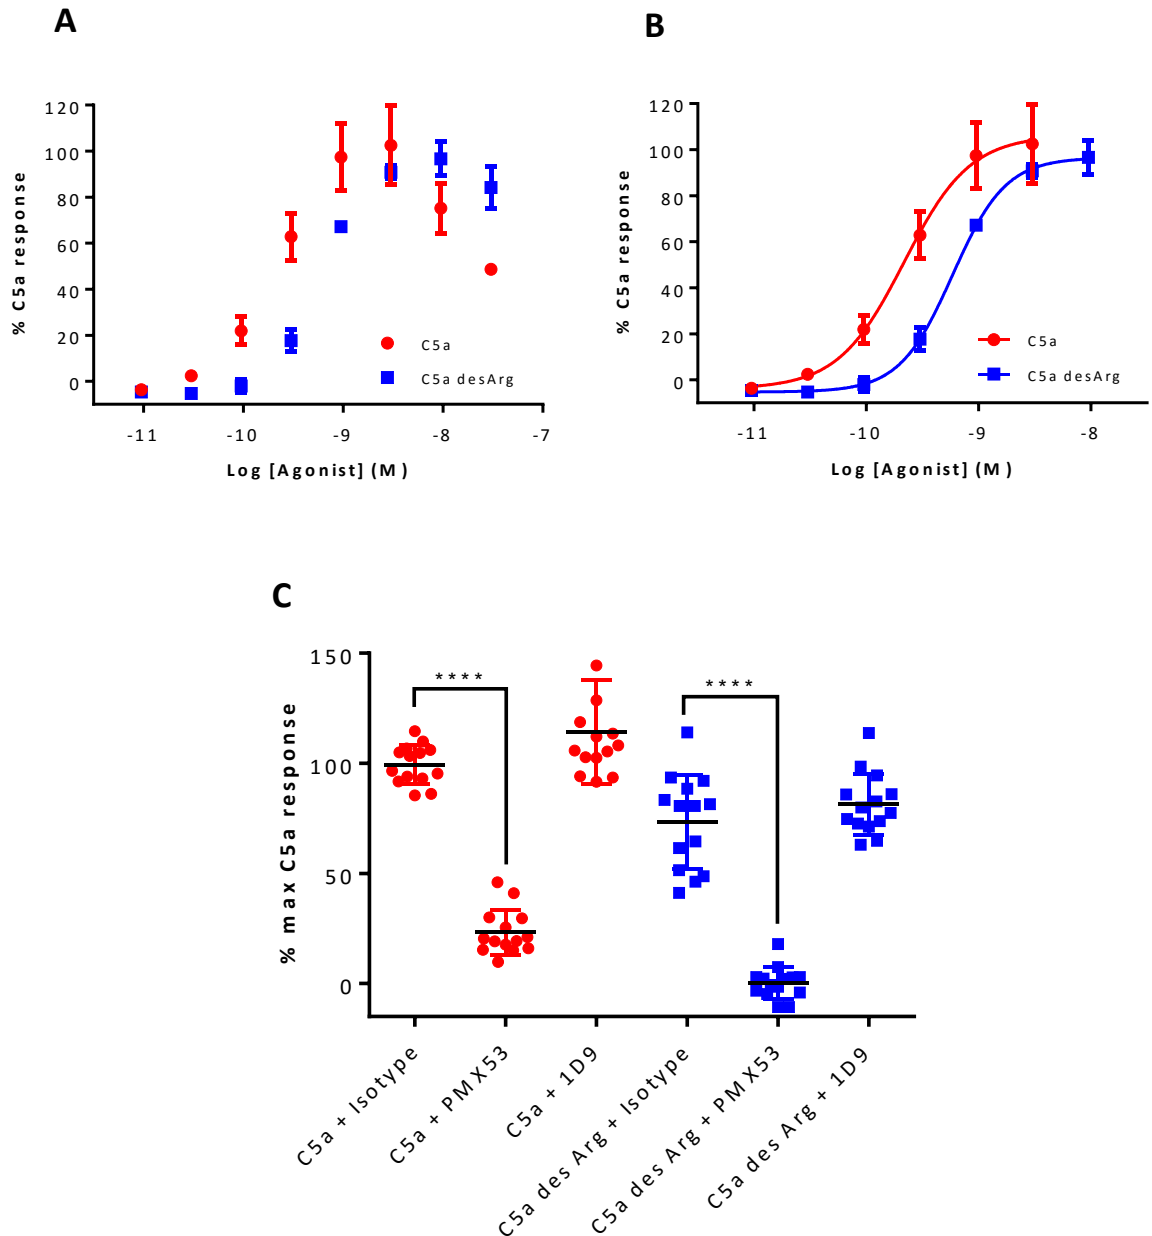 A
B
120
100
80
60
40
20
0
% C5a response
C5a
C5a desArg
-11
-10
-9
-8
-7
Log [Agonist] (M)
120
100
80
60
40
20
0
% C5a response
C5a
C5a desArg
-11
-10
-9
-8
Log [Agonist] (M)
C
150
100
50
0
% max C5a response
****
****
C5a + Isotype
C5a + PMX53
C5a + 1D9
C5a des Arg + Isotype
C5a des Arg + PMX53
C5a des Arg + 1D9